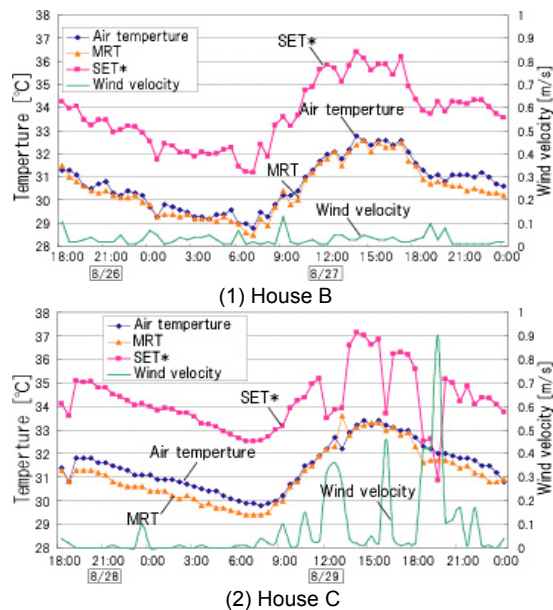 38
37
36
35
34
33
32
31
30
29
28
Temperture [℃]
Air temperture
MRT
SET*
Wind velocity
SET*
Air temperture
MRT
Wind velocity
1
0.9
0.8
0.7
0.6
0.5
0.4
0.3
0.2
0.1
0
Wind velocity [m/s]
18:00 21:00 0:00 3:00 6:00 9:00 12:00 15:00 18:00 21:00 0:00
8/26 8/27
(1) House B
38
37
36
35
34
33
32
31
30
29
28
Temperture [℃]
Air temperture
MRT
SET*
Wind velocity
SET*
Air temperture
MRT
Wind velocity
1
0.9
0.8
0.7
0.6
0.5
0.4
0.3
0.2
0.1
0
Wind velocity [m/s]
18:00 21:00 0:00 3:00 6:00 9:00 12:00 15:00 18:00 21:00 0:00
8/28 8/29
(2) House C